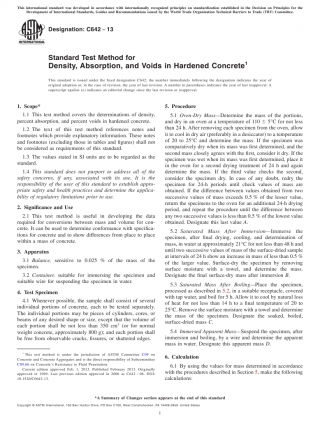 This international standard was developed in accordance with internationally recognized principles on standardization established in the Decision on Principles for the
Development of International Standards, Guides and Recommendations issued by the World Trade Organization Technical Barriers to Trade (TBT) Committee.
Designation: C642 − 13
INTERNATIONAL
Standard Test Method for
Density, Absorption, and Voids in Hardened Concrete1
This standard is issued under the fixed designation C642; the number immediately following the designation indicates the year of
original adoption or, in the case of revision, the year of last revision. A number in parentheses indicates the year of last reapproval. A
superscript epsilon (ε) indicates an editorial change since the last revision or reapproval.
1. Scope*
1.1 This test method covers the determinations of density,
percent absorption, and percent voids in hardened concrete.
1.2 The text of this test method references notes and
footnotes which provide explanatory information. These notes
and footnotes (excluding those in tables and figures) shall not
be considered as requirements of this standard.
1.3 The values stated in SI units are to be regarded as the
standard.
1.4 This standard does not purport to address all of the
safety concerns, if any, associated with its use. It is the
responsibility of the user of this standard to establish appro-
priate safety and health practices and determine the applica-
bility of regulatory limitations prior to use.
2. Significance and Use
2.1 This test method is useful in developing the data
required for conversions between mass and volume for con-
crete. It can be used to determine conformance with specifica-
tions for concrete and to show differences from place to place
within a mass of concrete.
3. Apparatus
3.1 Balance, sensitive to 0.025 % of the mass of the
specimen.
3.2 Container, suitable for immersing the specimen and
suitable wire for suspending the specimen in water.
4. Test Specimen
4.1 Whenever possible, the sample shall consist of several
individual portions of concrete, each to be tested separately.
The individual portions may be pieces of cylinders, cores, or
beams of any desired shape or size, except that the volume of
each portion shall be not less than 350 cm3 (or for normal
weight concrete, approximately 800 g); and each portion shall
be free from observable cracks, fissures, or shattered edges.
1 This test method is under the jurisdiction of ASTM Committee C09 on
Concrete and Concrete Aggregates and is the direct responsibility of Subcommittee
C09.66 on Concrete's Resistance to Fluid Penetration.
Current edition approved Feb. 1, 2013. Published February 2013. Originally
approved in 1969. Last previous edition approved in 2006 as C642 – 06. DOI:
10.1520/C0642-13.
5. Procedure
5.1 Oven-Dry Mass—Determine the mass of the portions,
and dry in an oven at a temperature of 110 ± 5°C for not less
than 24 h. After removing each specimen from the oven, allow
it to cool in dry air (preferably in a desiccator) to a temperature
of 20 to 25°C and determine the mass. If the specimen was
comparatively dry when its mass was first determined, and the
second mass closely agrees with the first, consider it dry. If the
specimen was wet when its mass was first determined, place it
in the oven for a second drying treatment of 24 h and again
determine the mass. If the third value checks the second,
consider the specimen dry. In case of any doubt, redry the
specimen for 24-h periods until check values of mass are
obtained. If the difference between values obtained from two
successive values of mass exceeds 0.5 % of the lesser value,
return the specimens to the oven for an additional 24-h drying
period, and repeat the procedure until the difference between
any two successive values is less than 0.5 % of the lowest value
obtained. Designate this last value A.
5.2 Saturated Mass After Immersion—Immerse the
specimen, after final drying, cooling, and determination of
mass, in water at approximately 21°C for not less than 48 h and
until two successive values of mass of the surface-dried sample
at intervals of 24 h show an increase in mass of less than 0.5 %
of the larger value. Surface-dry the specimen by removing
surface moisture with a towel, and determine the mass.
Designate the final surface-dry mass after immersion B.
5.3 Saturated Mass After Boiling—Place the specimen,
processed as described in 5.2, in a suitable receptacle, covered
with tap water, and boil for 5 h. Allow it to cool by natural loss
of heat for not less than 14 h to a final temperature of 20 to
25°C. Remove the surface moisture with a towel and determine
the mass of the specimen. Designate the soaked, boiled,
surface-dried mass C.
5.4 Immersed Apparent Mass—Suspend the specimen, after
immersion and boiling, by a wire and determine the apparent
mass in water. Designate this apparent mass D.
6. Calculation
6.1 By using the values for mass determined in accordance
with the procedures described in Section 5, make the following
calculations:
*A Summary of Changes section appears at the end of this standard
Copyright © ASTM International, 100 Barr Harbor Drive, PO Box C700, West Conshohocken, PA 19428-2959. United States
1